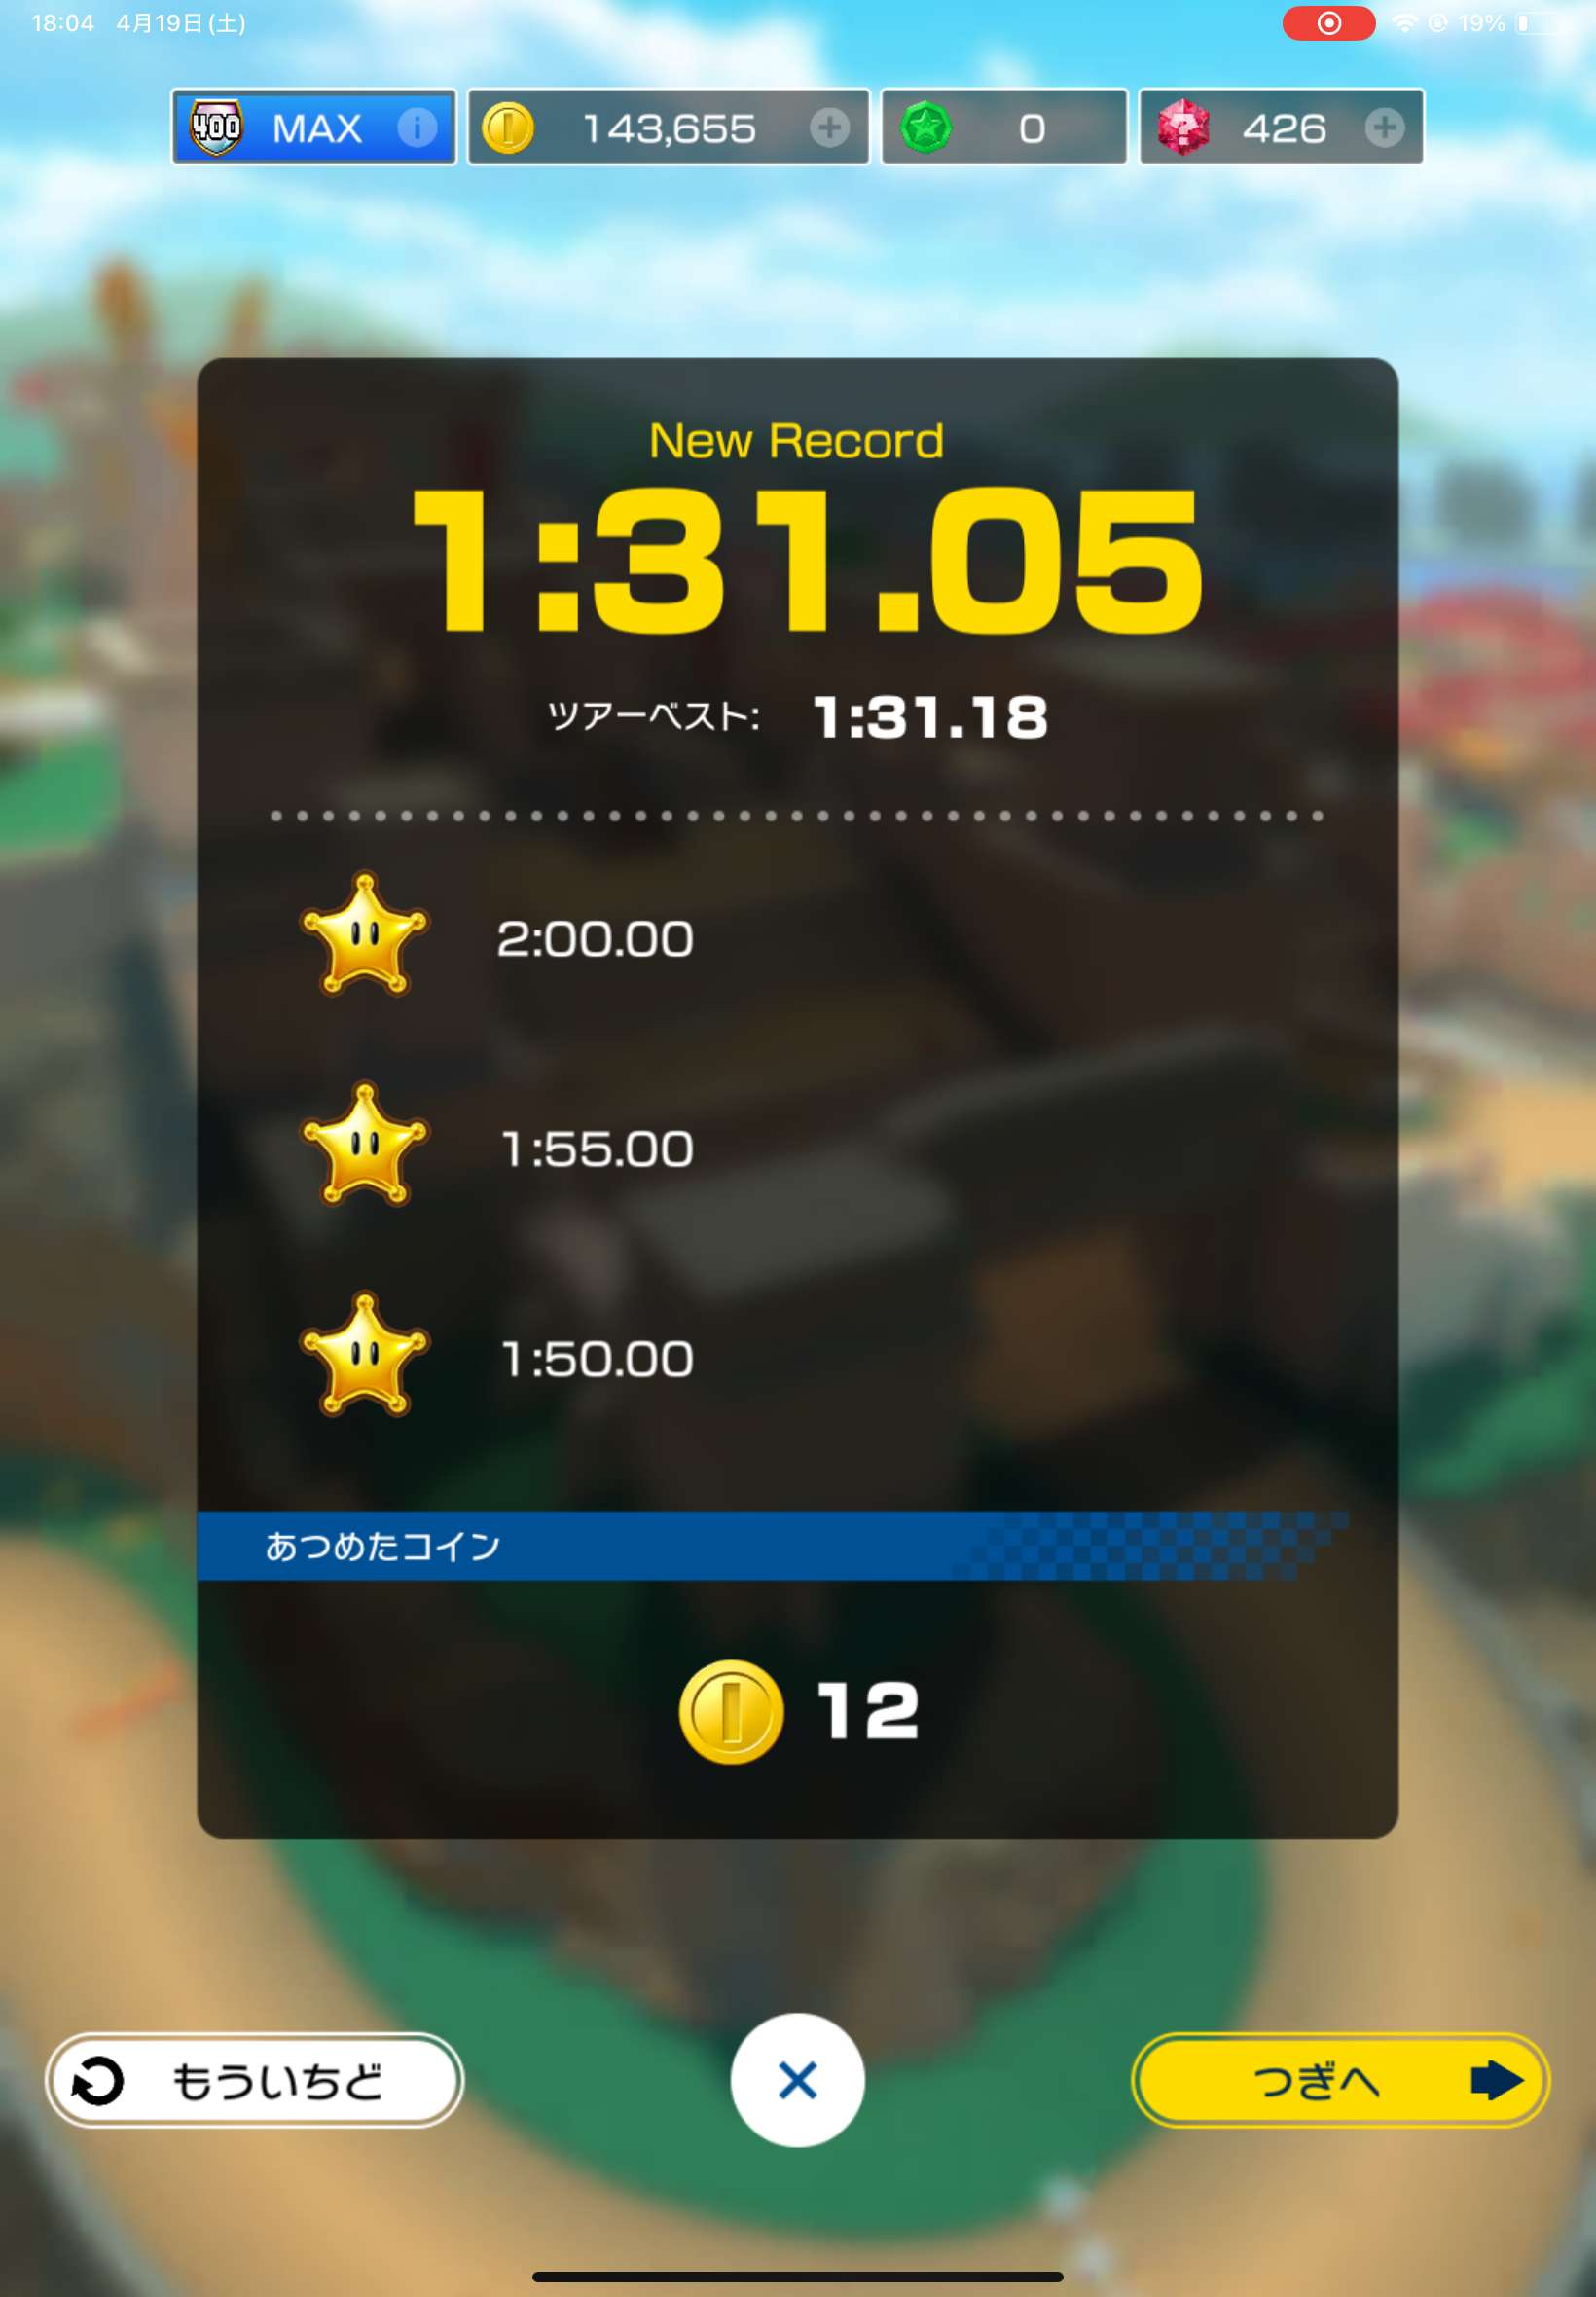 18:04 4月19日(土)
19%
400 MAX i 143,655 + 0 ? 426 +
New Record
1:31.05
ツアーベスト: 1:31.18
2:00.00
1:55.00
1:50.00
あつめたコイン
12
もういちど
×
つぎへ